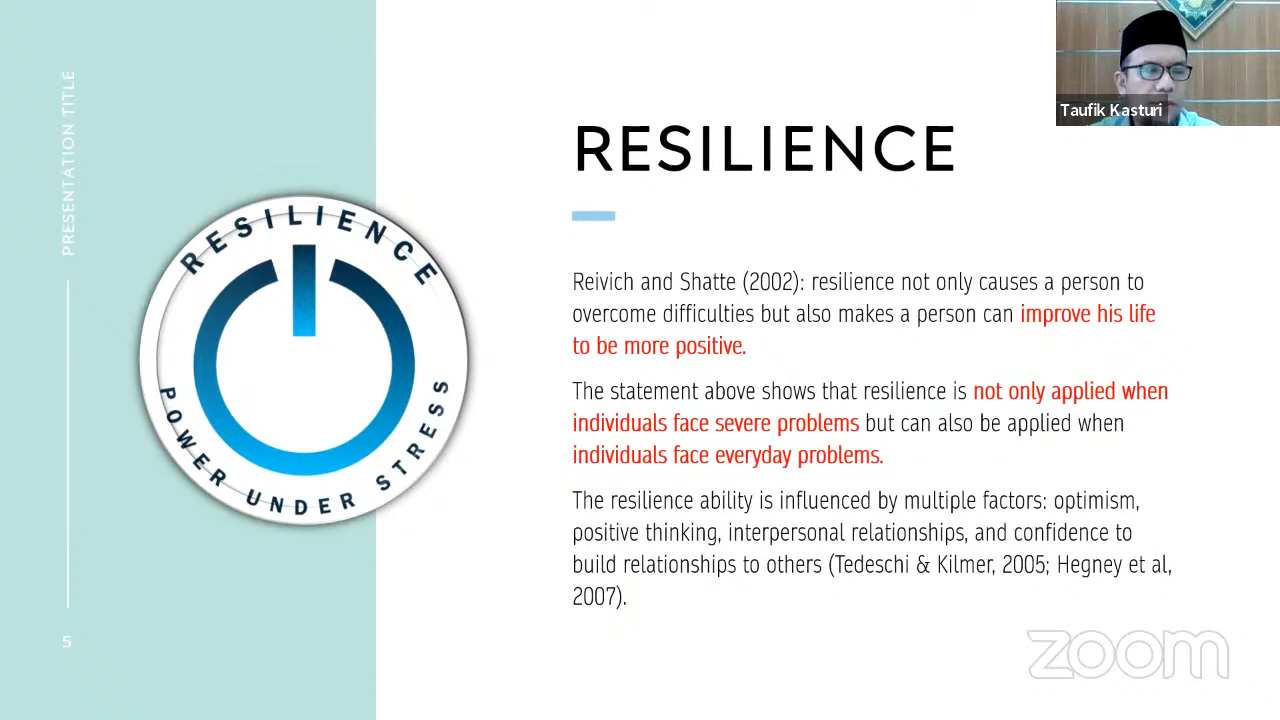 PRESENTATION TITLE
5
RESILIENCE
POWER UNDER STRESS
Taufik Kasturi
RESILIENCE
Reivich and Shatte (2002): resilience not only causes a person to
overcome difficulties but also makes a person can improve his life
to be more positive.
The statement above shows that resilience is not only applied when
individuals face severe problems but can also be applied when
individuals face everyday problems.
The resilience ability is influenced by multiple factors: optimism,
positive thinking, interpersonal relationships, and confidence to
build relationships to others (Tedeschi & Kilmer, 2005; Hegney et al,
2007).
zoom